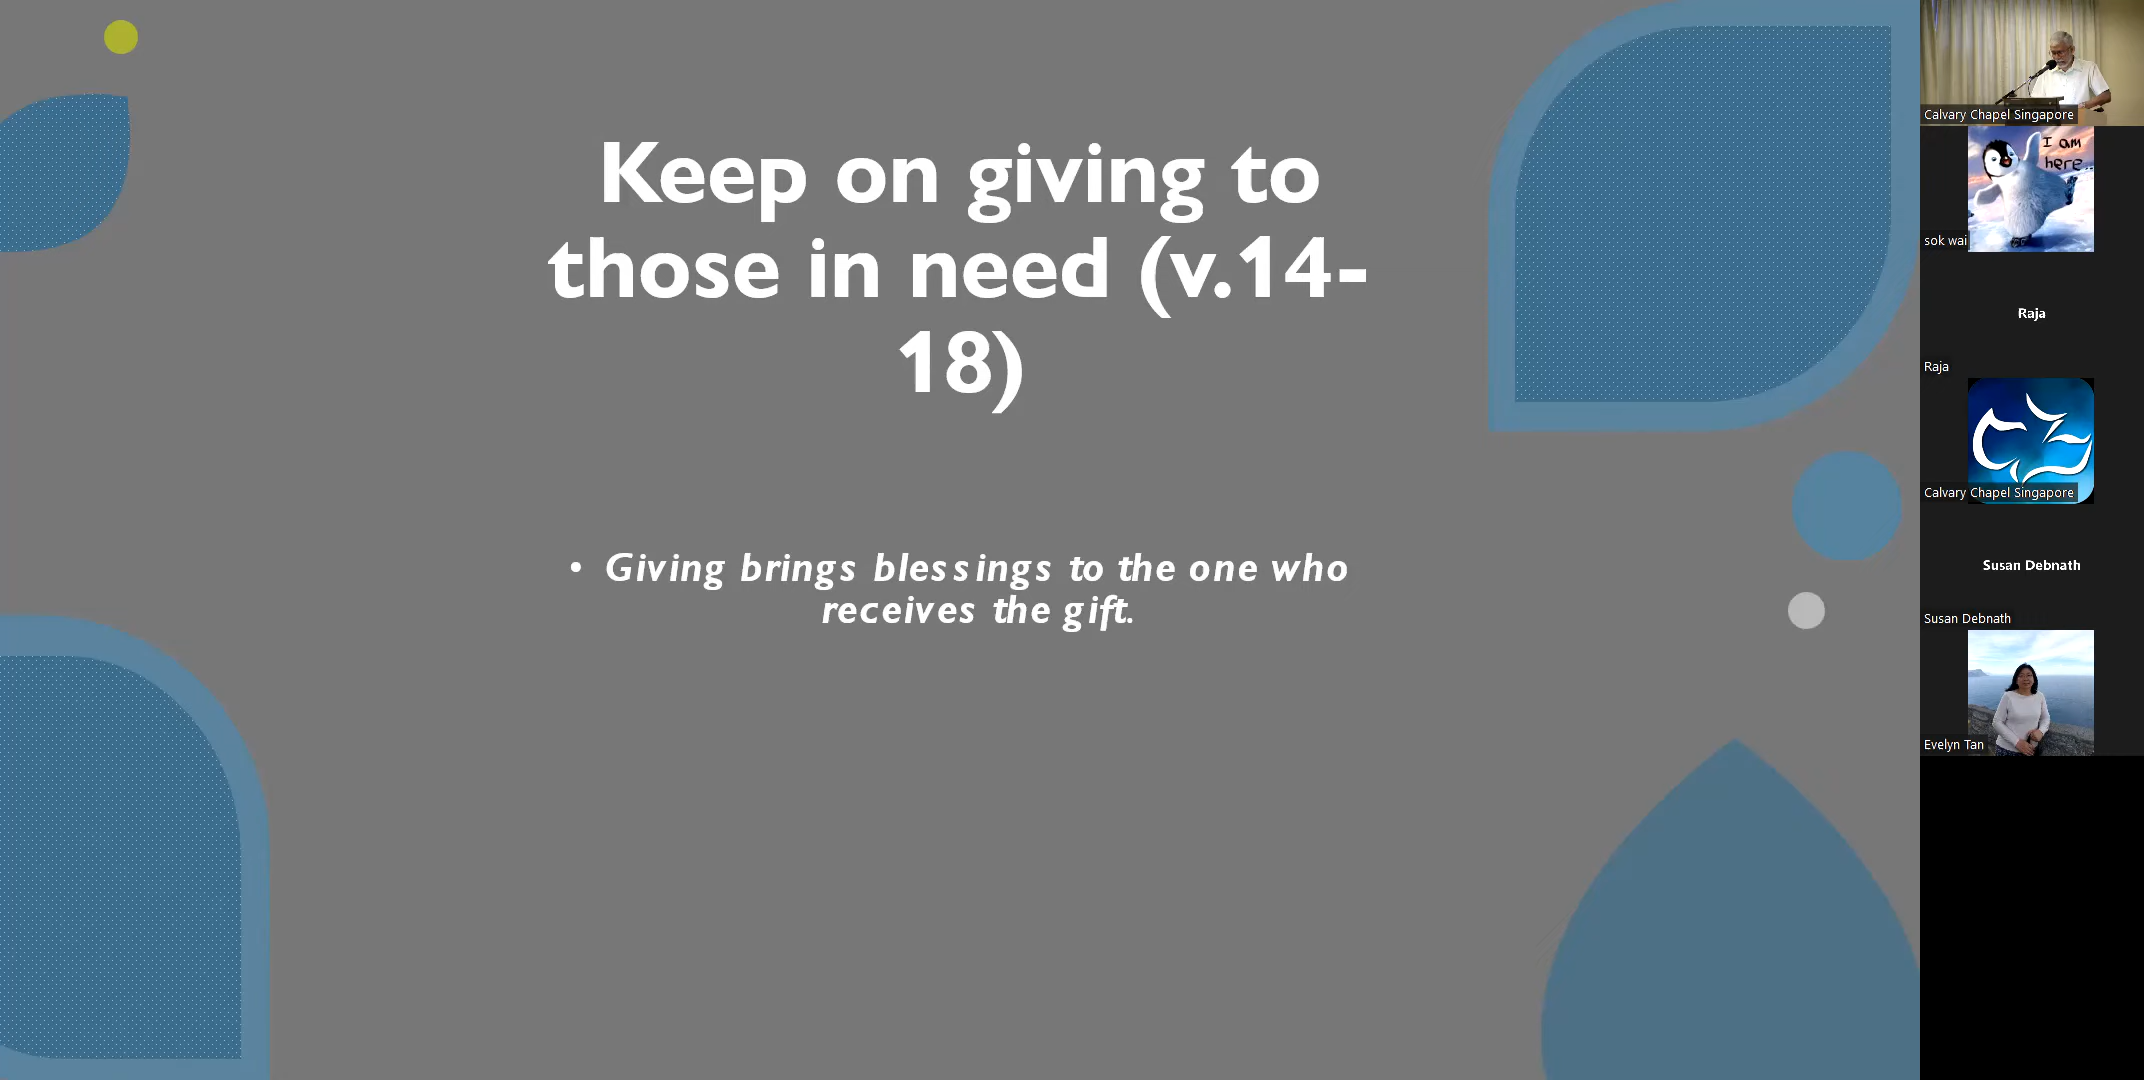 Keep on giving to
those in need (v.14-
18)
• Giving brings blessings to the one who
receives the gift.
Calvary Chapel Singapore
I am
here..
sok wai
Raja
Raja
Calvary Chapel Singapore
Susan Debnath
Susan Debnath
Evelyn Tan